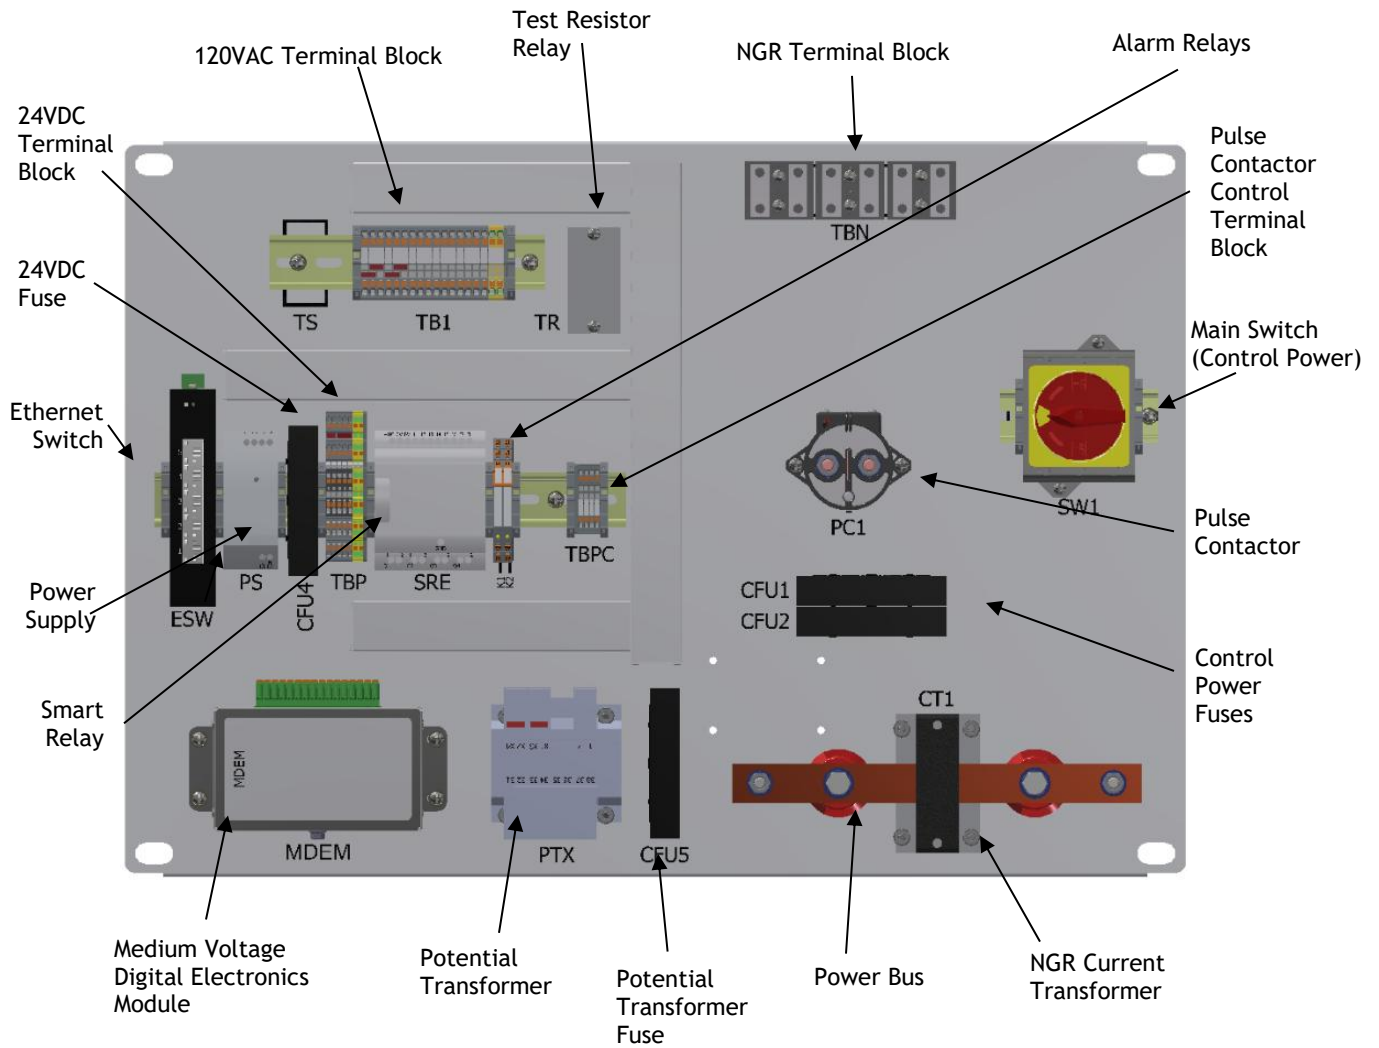 Test Resistor
Relay
120VAC Terminal Block
NGR Terminal Block
Alarm Relays
24VDC
Terminal
Block
Pulse
Contactor
Control
Terminal
Block
TBN
24VDC
Fuse
TS
TB1
TR
Main Switch
(Control Power)
Ethernet
Switch
SW1
PC1
TBPC
Pulse
Contactor
PS
TBP
SRE
CFU4
ESW
CFU1
CFU2
Power
Supply
Control
Power
Fuses
Smart
Relay
CT1
MDEM
MDEM
PTX
CFU5
Medium Voltage
Digital Electronics
Module
Potential
Transformer
Potential
Transformer
Fuse
Power Bus
NGR Current
Transformer